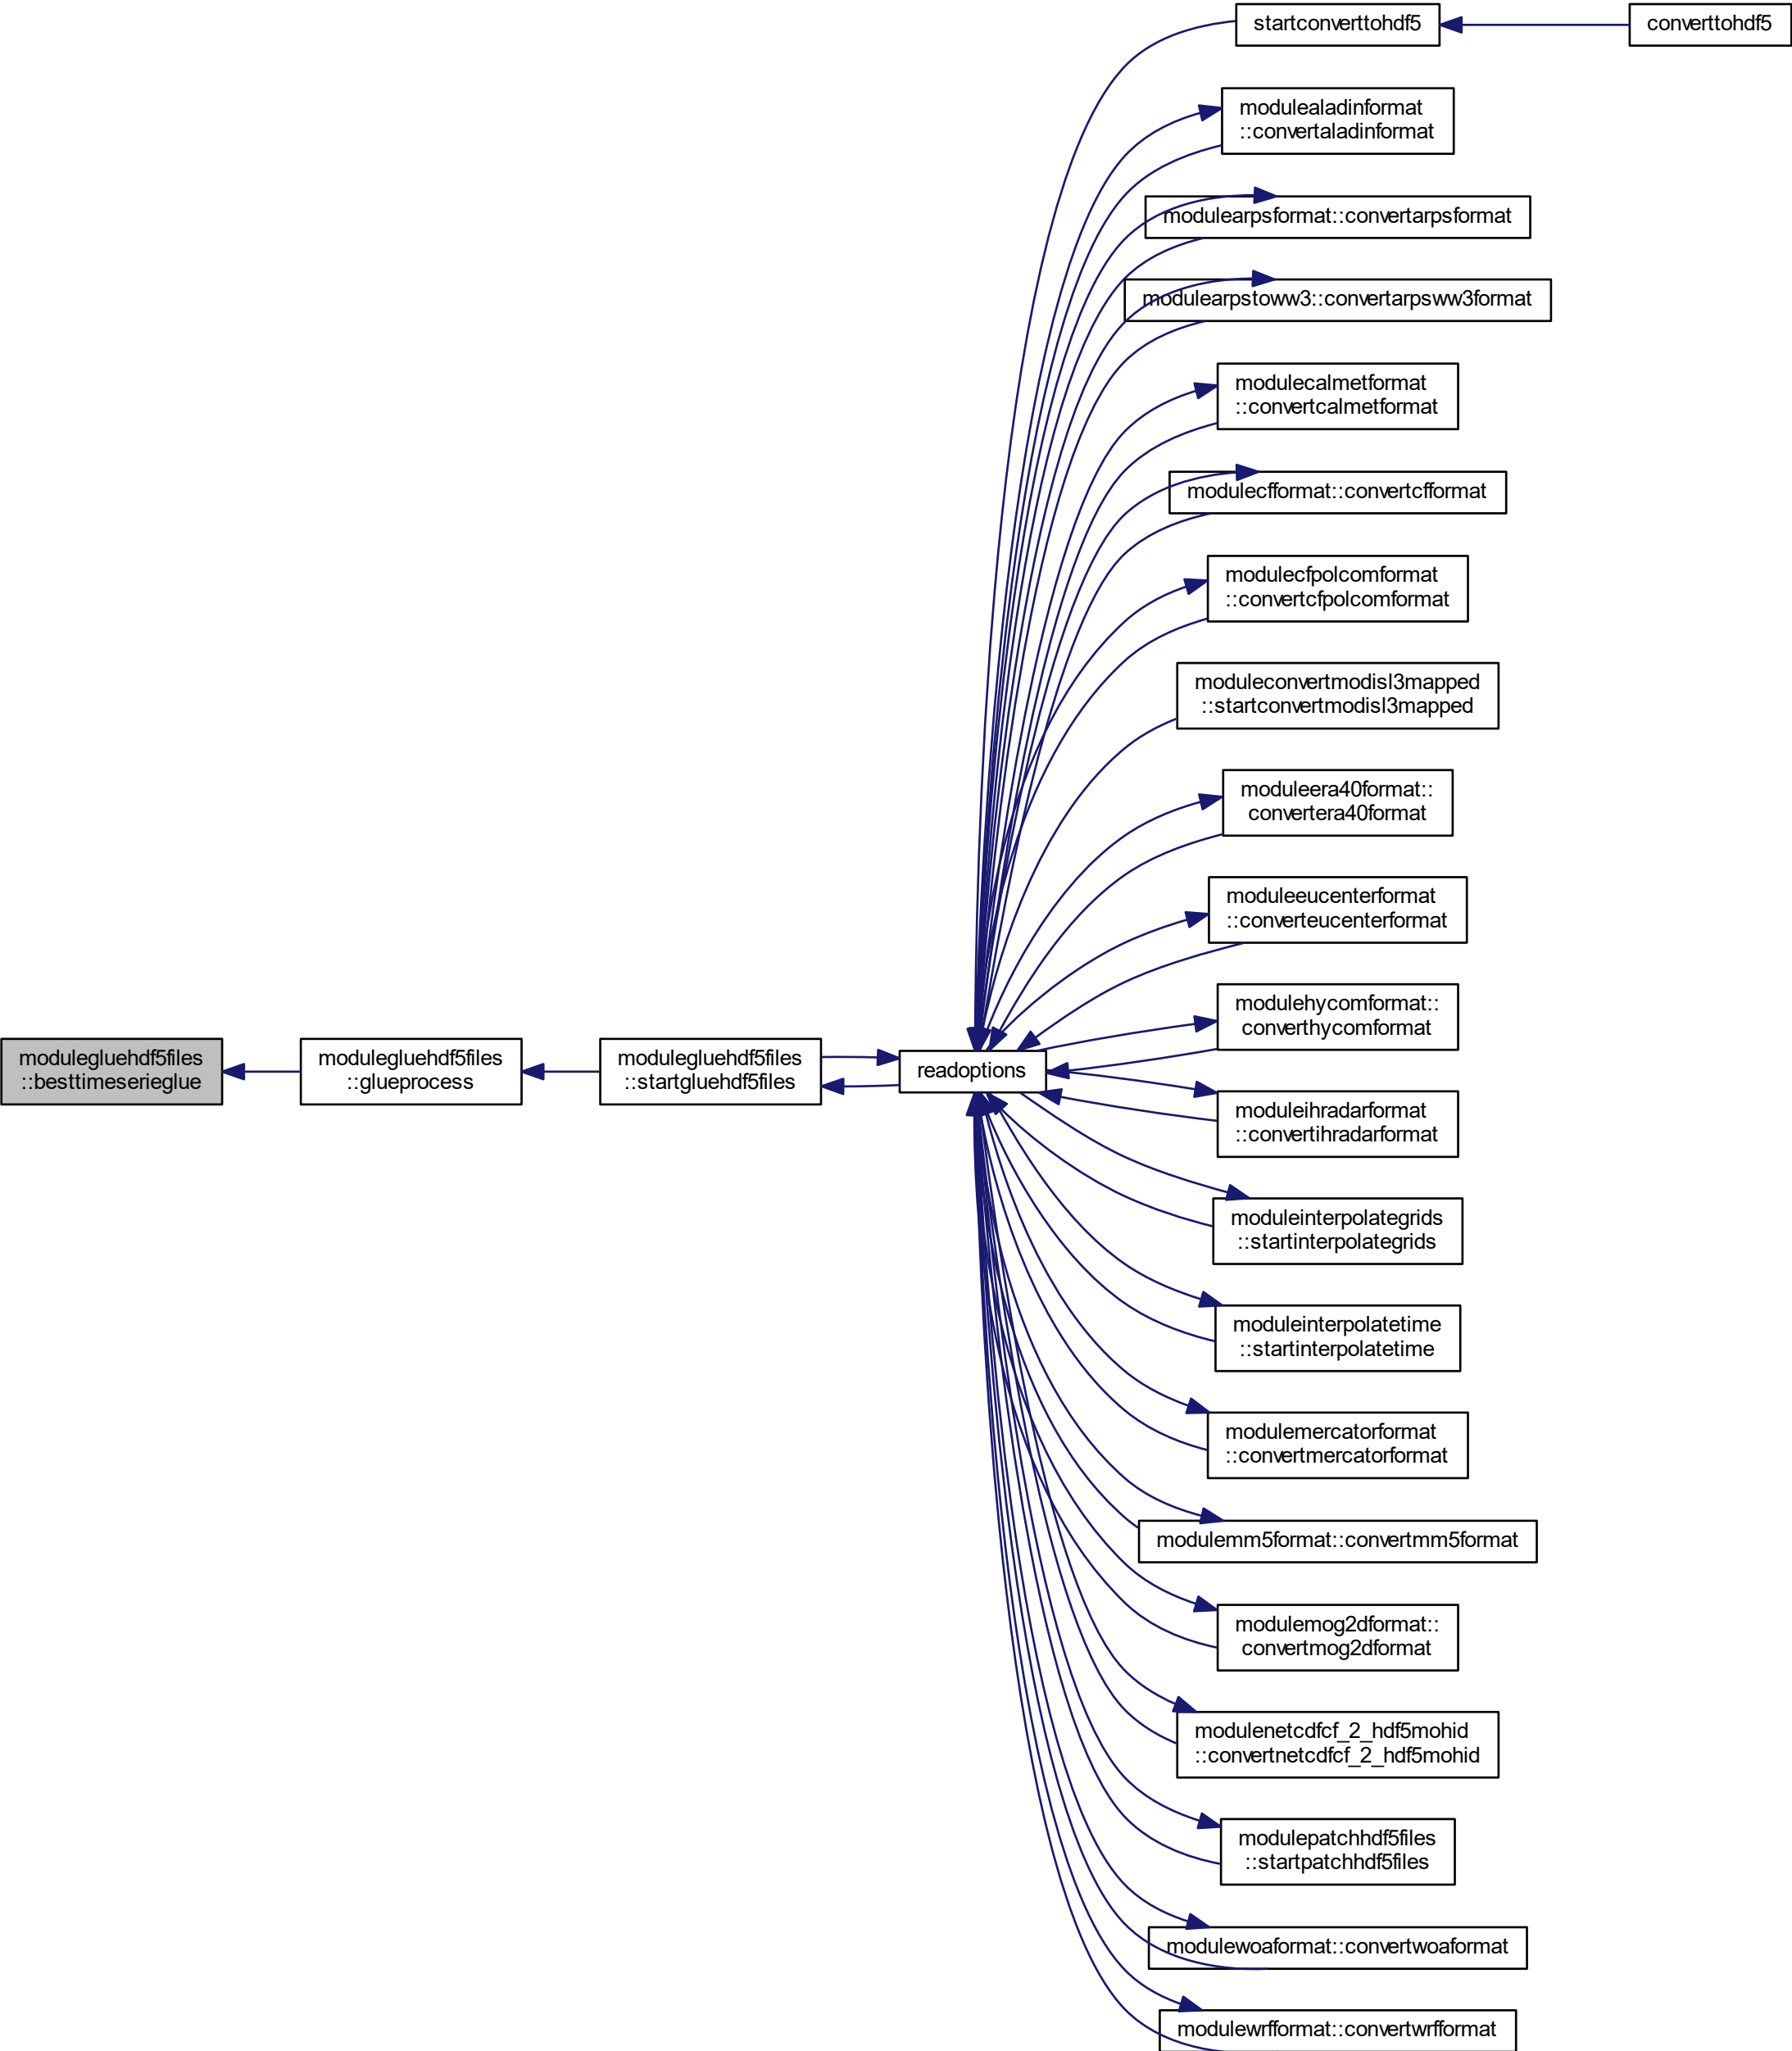 startconverttohdf5
converttohdf5
modulealadinformat
::convertaladinformat
modulearpsformat::convertarpsformat
modulearpstoww3::convertarpsww3format
modulecalmetformat
::convertcalmetformat
modulecfformat::convertcfformat
modulecfpolcomformat
::convertcfpolcomformat
moduleconvertmodisl3mapped
::startconvertmodisl3mapped
moduleera40format::
convertera40format
moduleeucenterformat
::converteucenterformat
modulehycomformat::
converthycomformat
modulegluehdf5files
::besttimeserieglue
modulegluehdf5files
::glueprocess
modulegluehdf5files
::startgluehdf5files
readoptions
moduleihradarformat
::convertihradarformat
moduleinterpolategrids
::startinterpolategrids
moduleinterpolatetime
::startinterpolatetime
modulemercatorformat
::convertmercatorformat
modulemm5format::convertmm5format
modulemog2dformat::
convertmog2dformat
modulenetcdfcf_2_hdf5mohid
::convertnetcdfcf_2_hdf5mohid
modulepatchhdf5files
::startpatchhdf5files
modulewoaformat::convertwoaformat
modulewrfformat::convertwrfformat